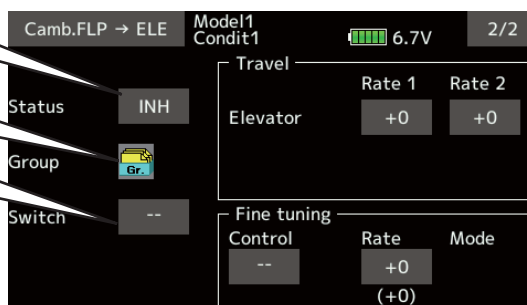 Camb.FLP → ELE
Model1
Condit1
6.7V
2/2
Status
INH
Group
Gr.
Switch
--
Travel
Rate 1
Rate 2
Elevator
+0
+0
Fine tuning
Control
Rate
Mode
--
+0
(+0)